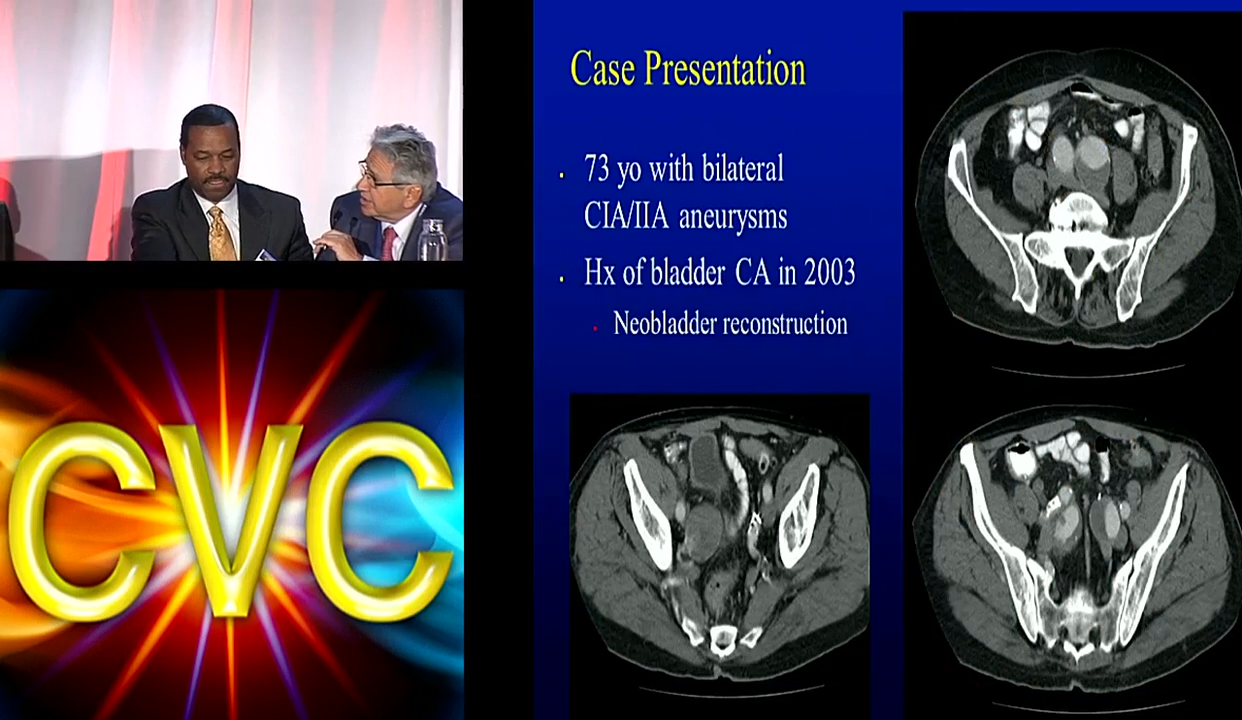 Case Presentation
73 yo with bilateral
CIA/IIA aneurysms
Hx of bladder CA in 2003
Neobladder reconstruction
CVC